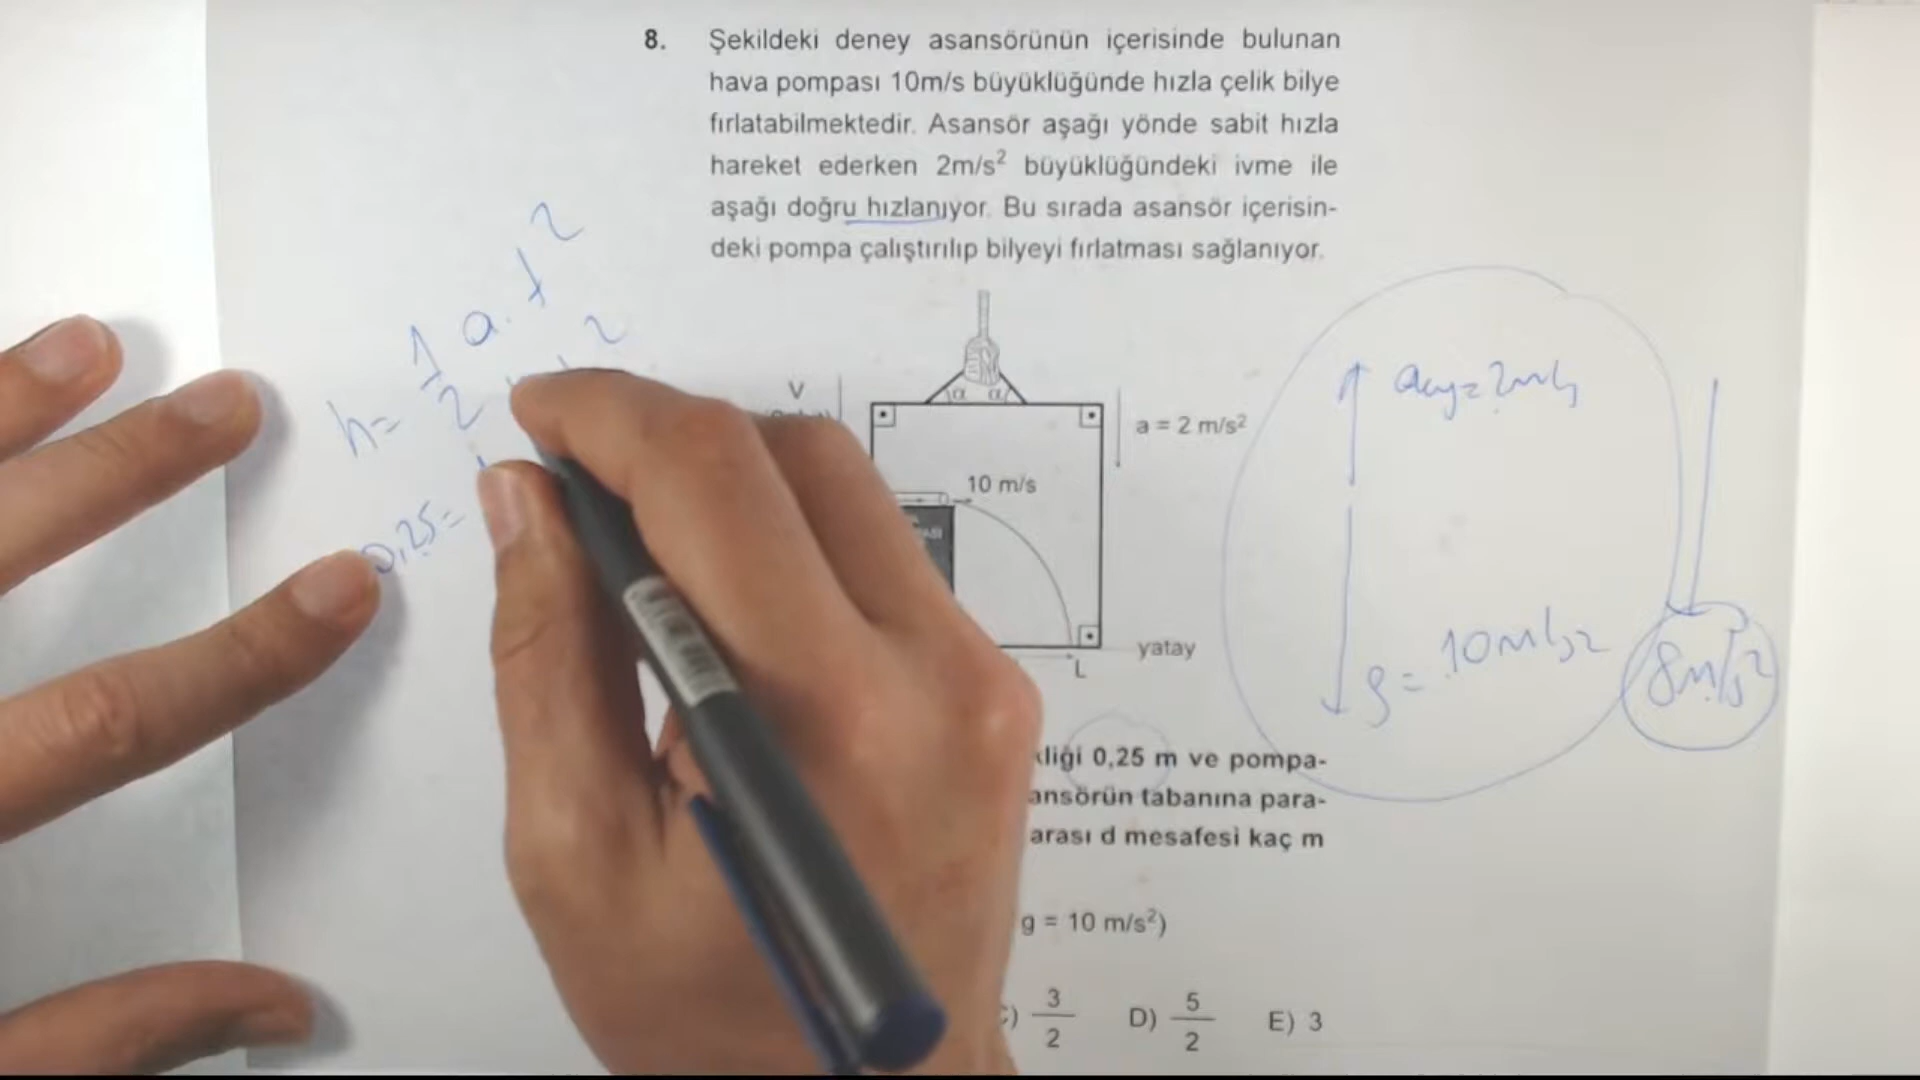 8. Şekildeki deney asansörünün içerisinde bulunan
hava pompası 10m/s büyüklüğünde hızla çelik bilye
fırlatabilmektedir. Asansör aşağı yönde sabit hızla
hareket ederken 2m/s² büyüklüğündeki ivme ile
aşağı doğru hızlanıyor. Bu sırada asansör içerisin-
deki pompa çalıştırılıp bilyeyi fırlatması sağlanıyor.
h= 1/2 a.t²
2
0,25=
V
α α
a = 2 m/s²
10 m/s
yatay
L
2m/s
g= 10m/s²
8m/s²
0,25 m ve pompa-
tabanına para-
arası d mesafesi kaç m
g = 10 m/s²)
3/2 D) 5/2 E) 3